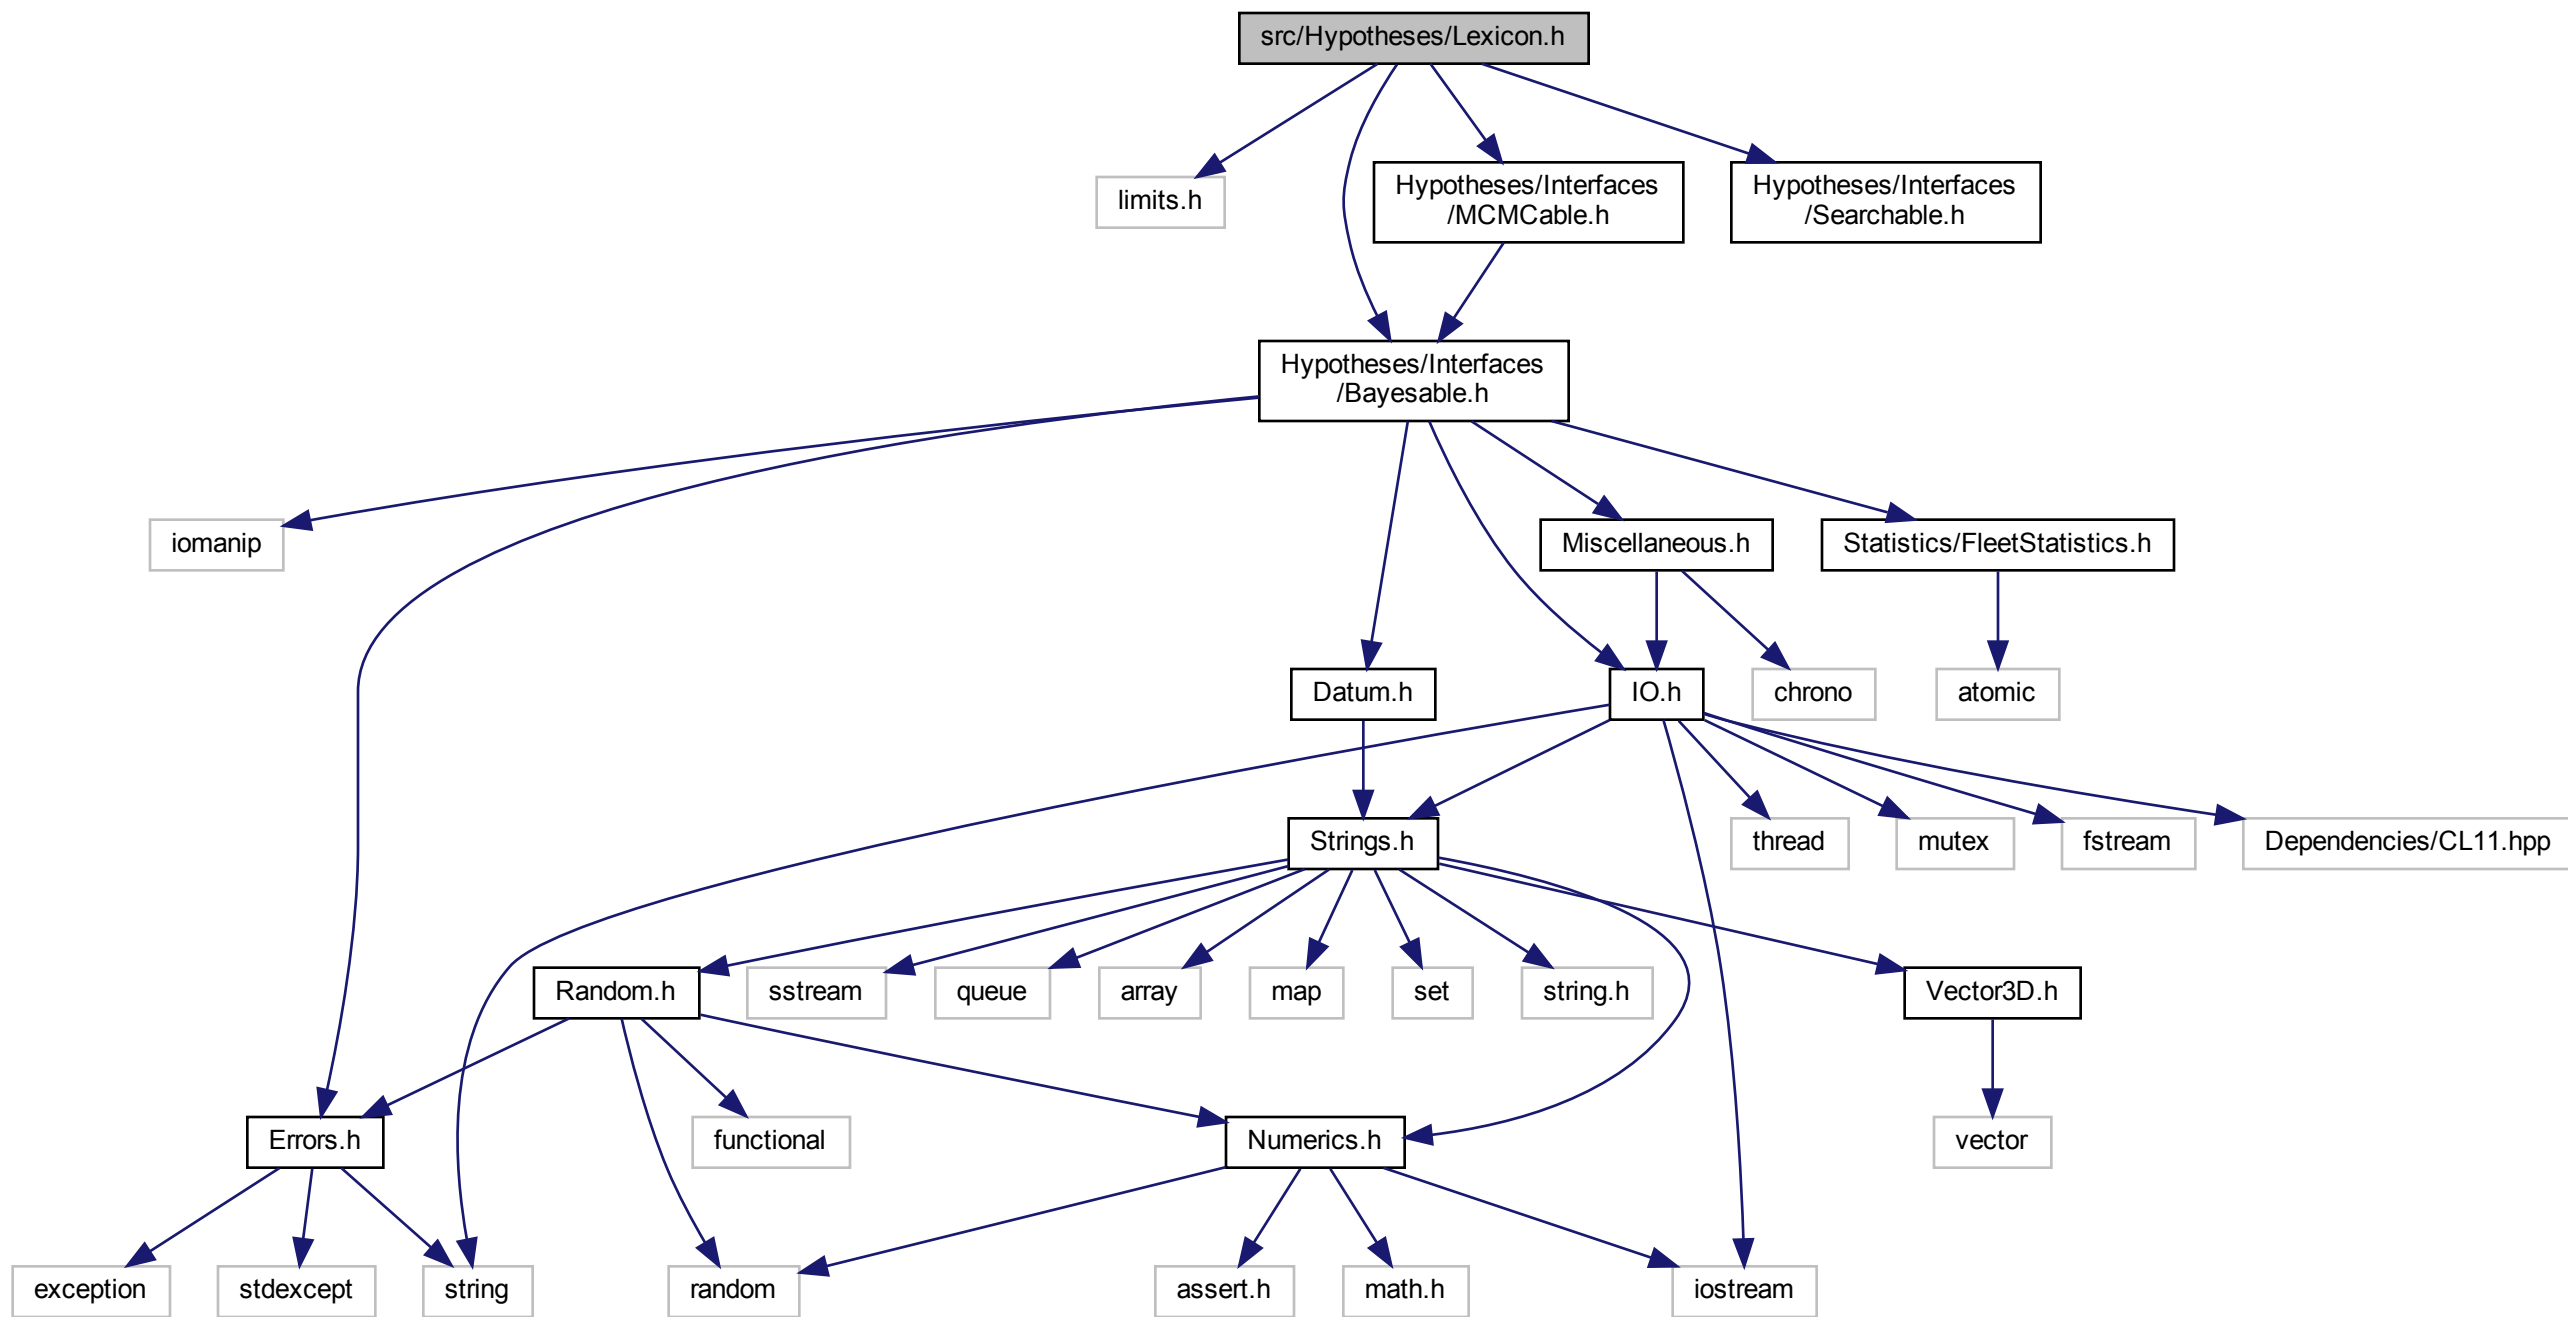 src/Hypotheses/Lexicon.h
limits.h
Hypotheses/Interfaces
/MCMCable.h
Hypotheses/Interfaces
/Searchable.h
Hypotheses/Interfaces
/Bayesable.h
iomanip
Miscellaneous.h
Statistics/FleetStatistics.h
Datum.h
IO.h
chrono
atomic
Strings.h
thread
mutex
fstream
Dependencies/CL11.hpp
Random.h
sstream
queue
array
map
set
string.h
Vector3D.h
Errors.h
functional
Numerics.h
vector
exception
stdexcept
string
random
assert.h
math.h
iostream